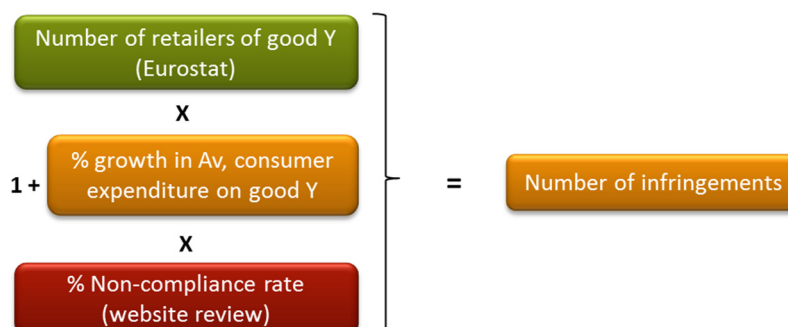 Number of retailers of good Y
(Eurostat)
X
1 +
% growth in Av, consumer
expenditure on good Y
X
% Non-compliance rate
(website review)
=
Number of infringements